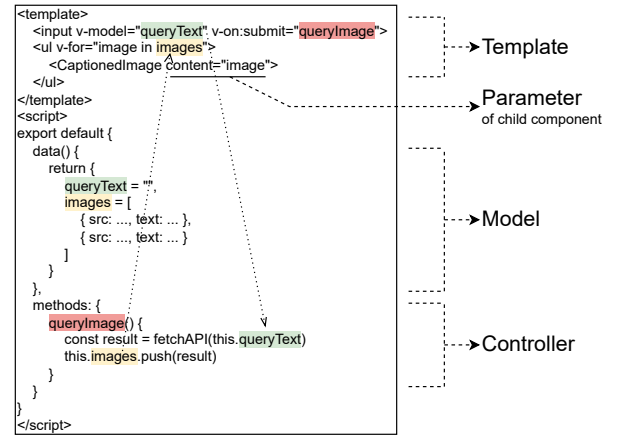 <template>
<input v-model="queryText" v-on:submit="queryImage">
<ul v-for="image in images">
<CaptionedImage content="image">
</ul>
</template>
<script>
export default {
data() {
return {
queryText = "",
images = [
{ src: ..., text: ... },
{ src: ..., text: ... }
]
}
},
methods: {
queryImage() {
const result = fetchAPI(this.queryText)
this.images.push(result)
}
}
}
</script>
Template
Parameter
of child component
Model
Controller